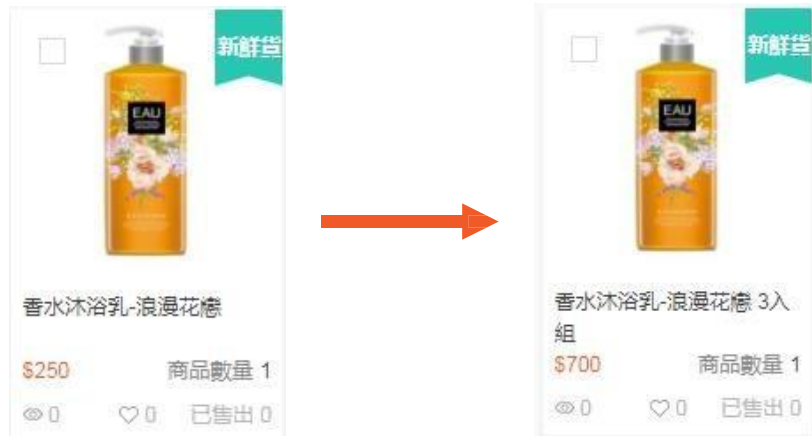 新鮮貨
EAU
香水沐浴乳-浪漫花戀
$250
商品數量 1
0
0
已售出 0
新鮮貨
EAU
香水沐浴乳-浪漫花戀 3入
組
$700
商品數量 1
0
0
已售出 0